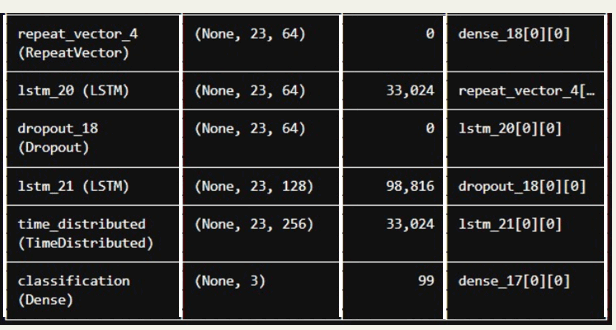 repeat_vector_4 (None, 23, 64) 0 dense_18[0][0]
(RepeatVector)
lstm_20 (LSTM) (None, 23, 64) 33,024 repeat_vector_4[…
dropout_18 (None, 23, 64) 0 lstm_20[0][0]
(Dropout)
lstm_21 (LSTM) (None, 23, 128) 98,816 dropout_18[0][0]
time_distributed (None, 23, 256) 33,024 lstm_21[0][0]
(TimeDistributed)
classification (None, 3) 99 dense_17[0][0]
(Dense)